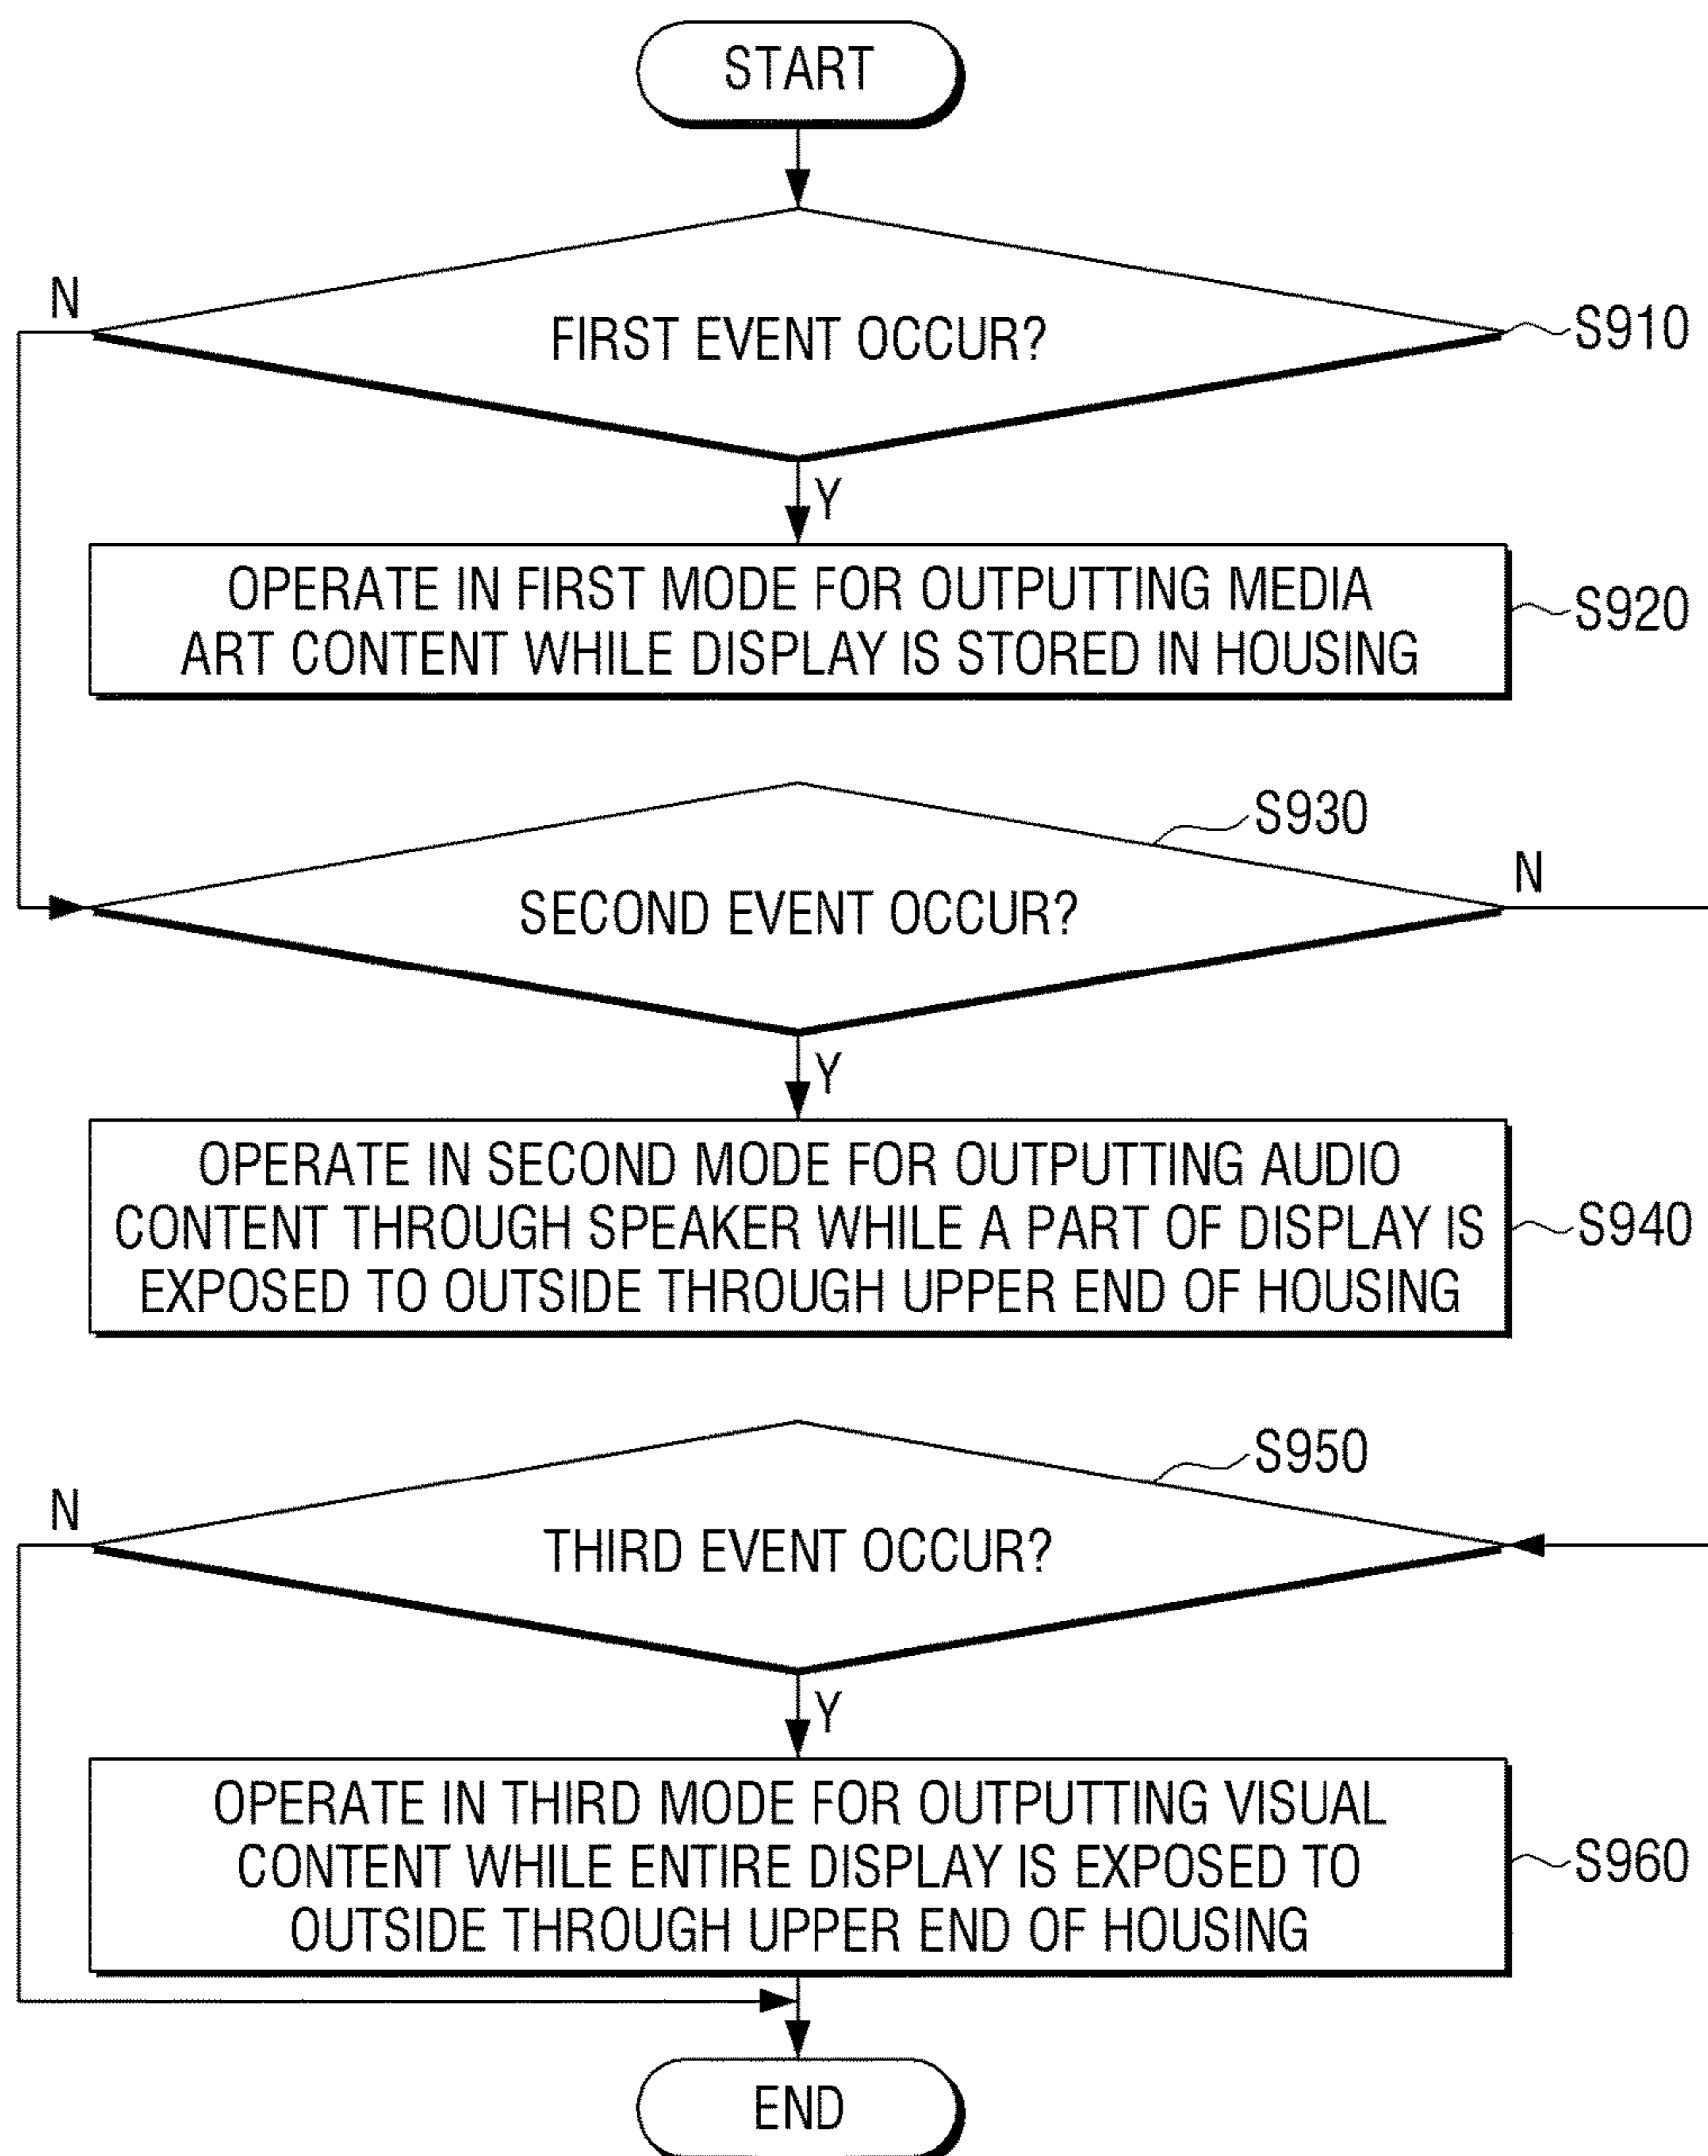 START
N
FIRST EVENT OCCUR?
S910
Y
OPERATE IN FIRST MODE FOR OUTPUTTING MEDIA
ART CONTENT WHILE DISPLAY IS STORED IN HOUSING
S920
S930
N
SECOND EVENT OCCUR?
Y
OPERATE IN SECOND MODE FOR OUTPUTTING AUDIO
CONTENT THROUGH SPEAKER WHILE A PART OF DISPLAY IS
EXPOSED TO OUTSIDE THROUGH UPPER END OF HOUSING
S940
S950
N
THIRD EVENT OCCUR?
Y
OPERATE IN THIRD MODE FOR OUTPUTTING VISUAL
CONTENT WHILE ENTIRE DISPLAY IS EXPOSED TO
OUTSIDE THROUGH UPPER END OF HOUSING
S960
END